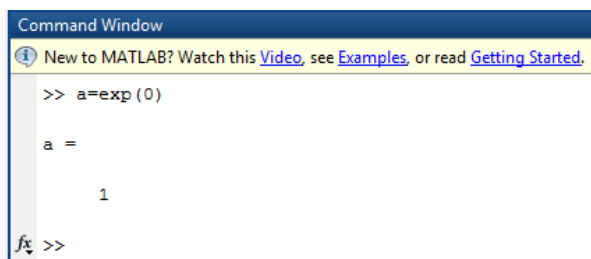 Command Window
New to MATLAB? Watch this Video, see Examples, or read Getting Started.
>> a=exp(0)
a =
1
fx >>